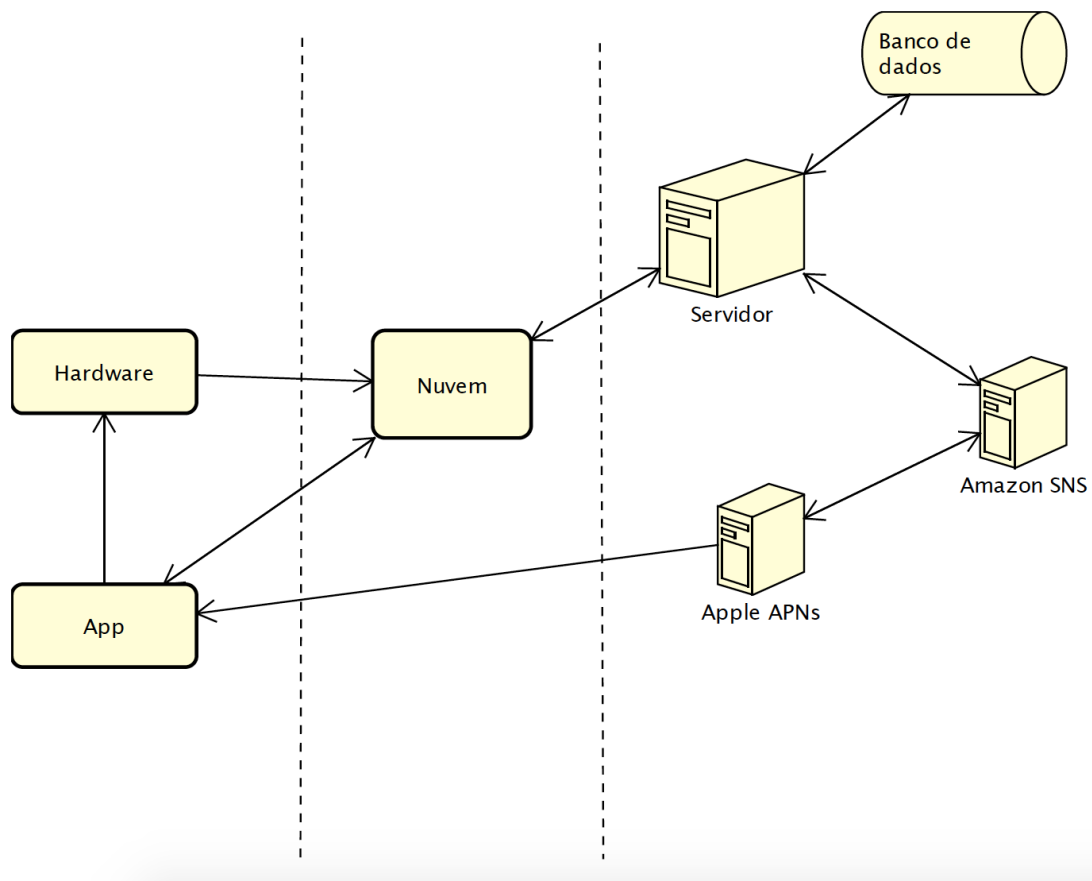 Banco de
dados
Servidor
Hardware
Nuvem
Amazon SNS
Apple APNs
App